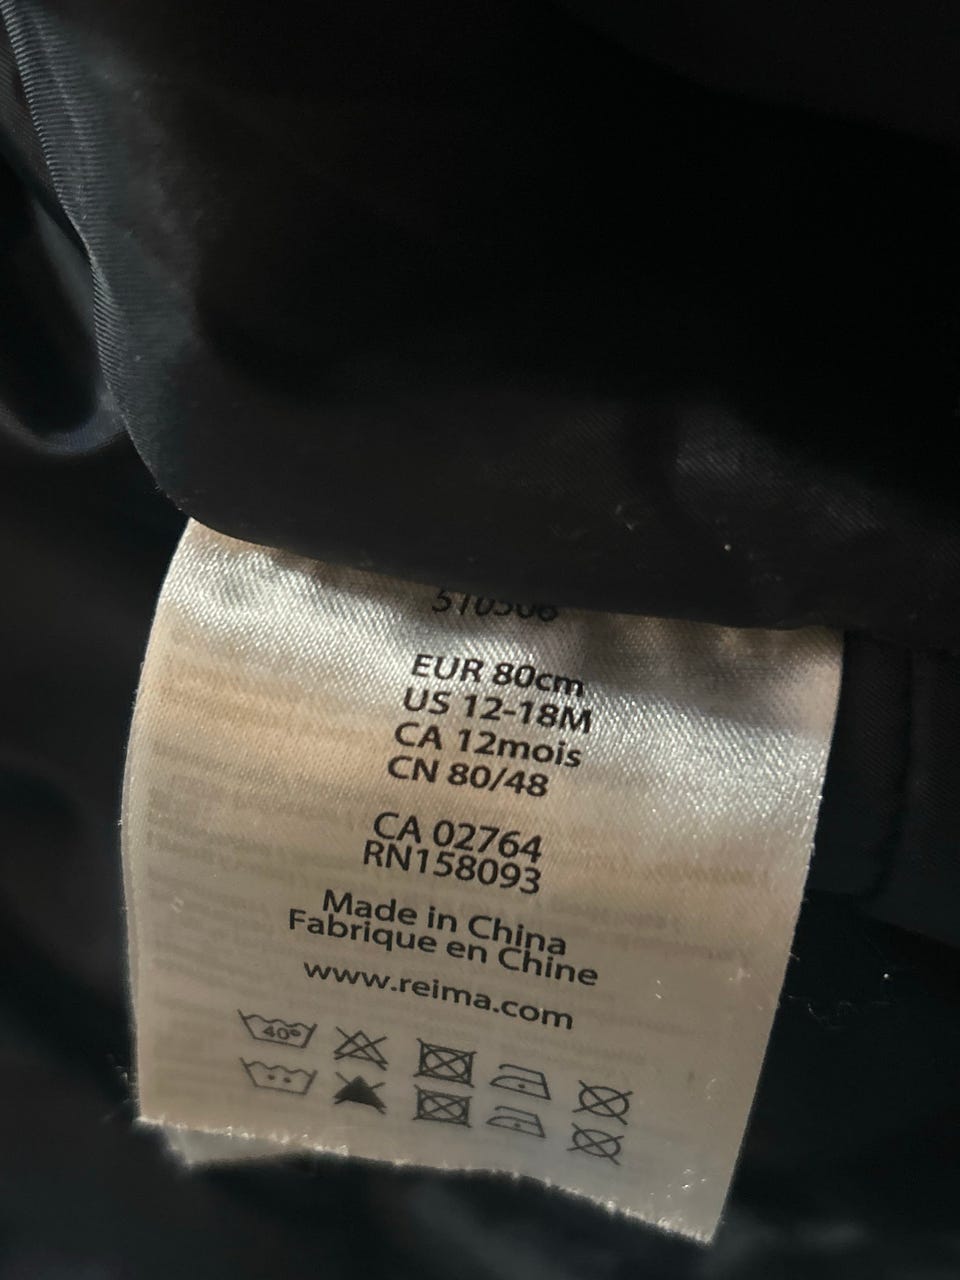 EUR 80cm
US 12-18M
CA 12mois
CN 80/48
CA 02764
RN158093
Made in China
Fabrique en Chine
www.reima.com
40°